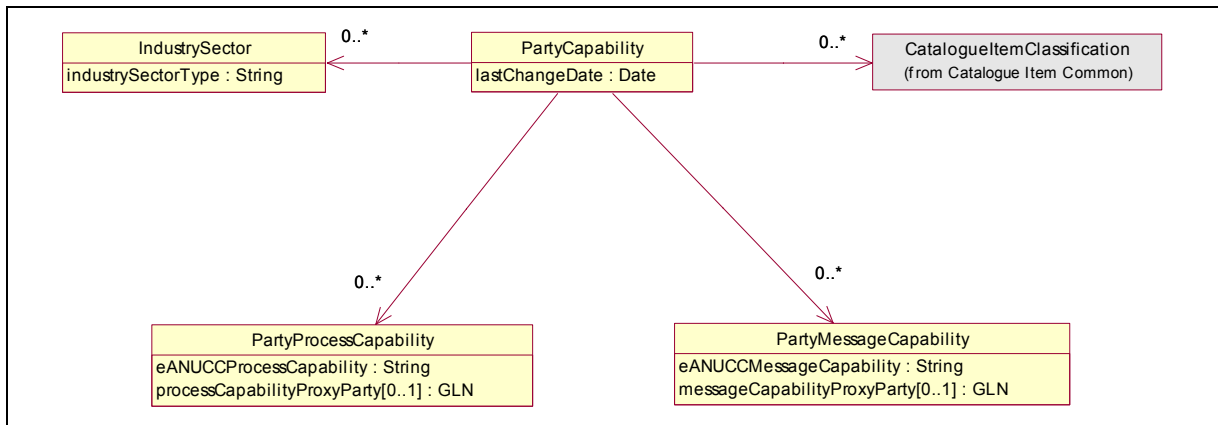 IndustrySector
industrySectorType : String
0..*
PartyCapability
lastChangeDate : Date
0..*
CatalogueItemClassification
(from Catalogue Item Common)
0..*
0..*
PartyProcessCapability
eANUCCProcessCapability : String
processCapabilityProxyParty[0..1] : GLN
PartyMessageCapability
eANUCCMessageCapability : String
messageCapabilityProxyParty[0..1] : GLN